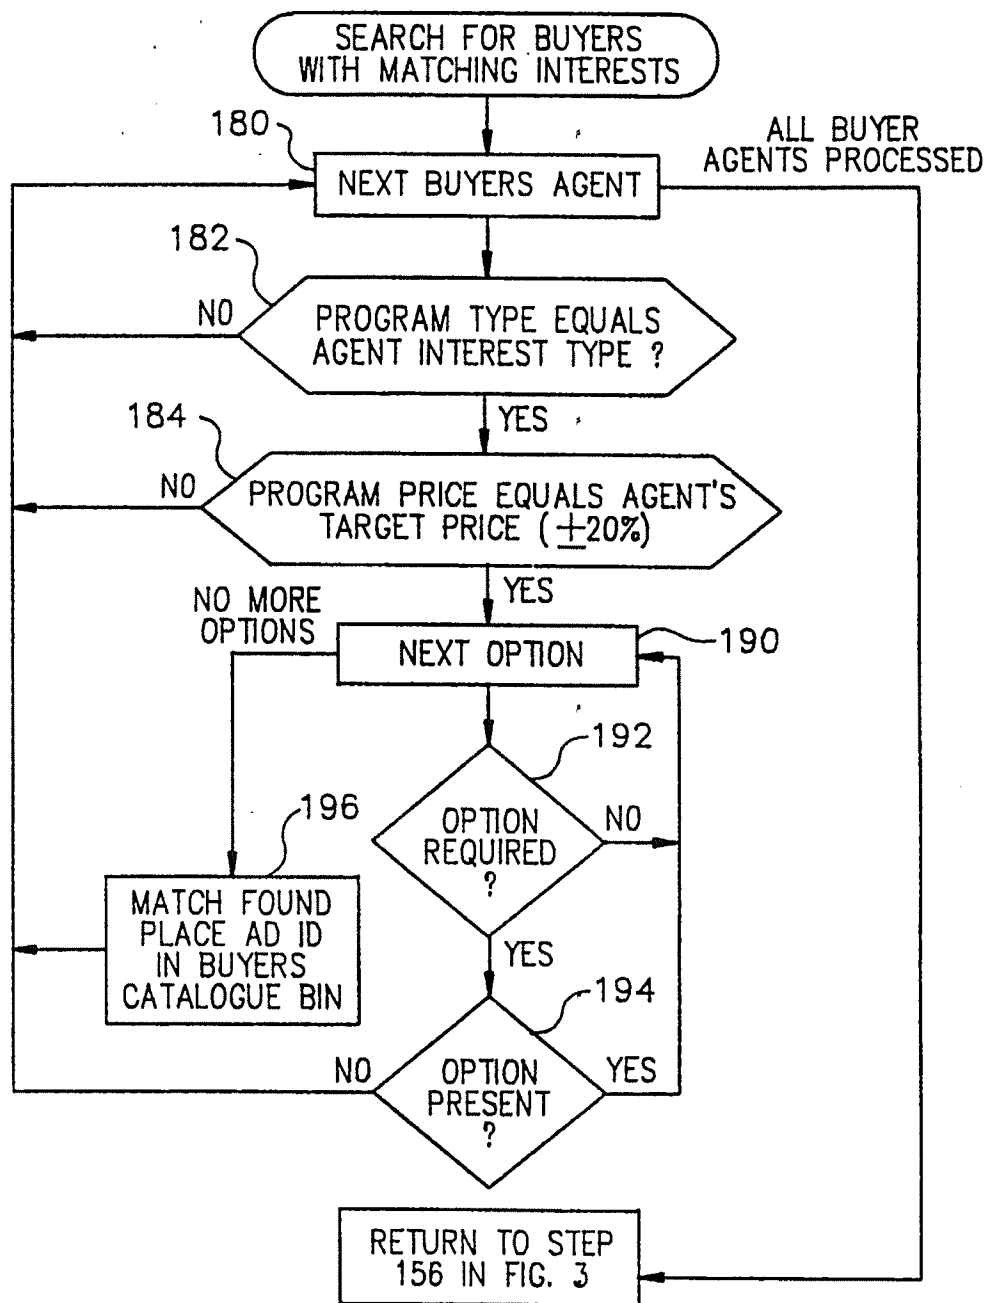 SEARCH FOR BUYERS
WITH MATCHING INTERESTS
180
ALL BUYER
AGENTS PROCESSED
NEXT BUYERS AGENT
182
NO
PROGRAM TYPE EQUALS
AGENT INTEREST TYPE ?
YES
184
NO
PROGRAM PRICE EQUALS AGENT'S
TARGET PRICE (±20%)
YES
NO MORE
OPTIONS
NEXT OPTION
190
192
OPTION
REQUIRED
?
NO
196
MATCH FOUND
PLACE AD ID
IN BUYERS
CATALOGUE BIN
YES
194
NO
OPTION
PRESENT
?
YES
RETURN TO STEP
156 IN FIG. 3